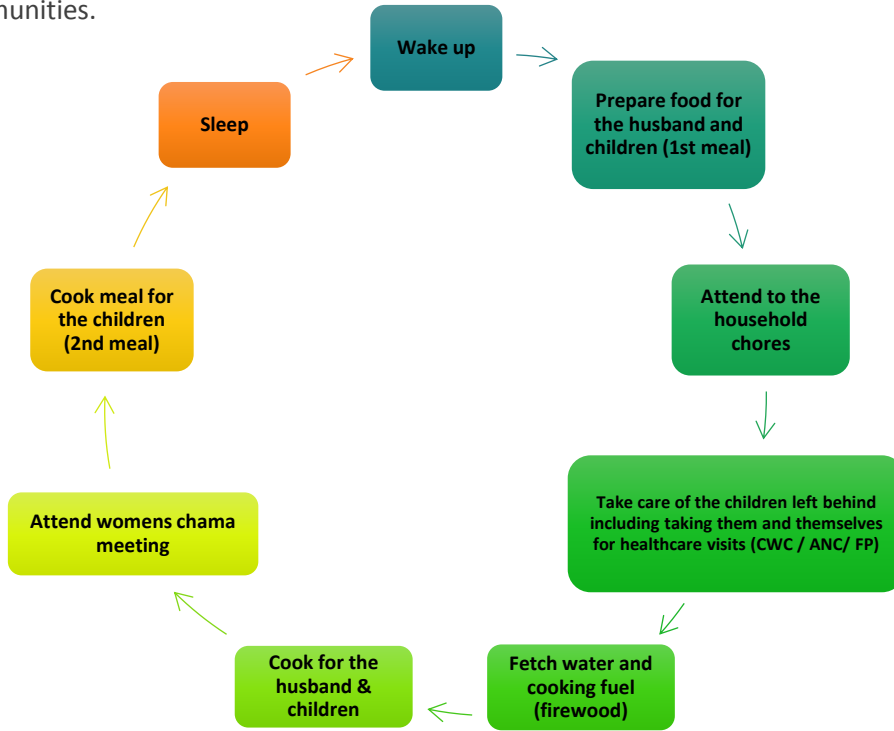 munities.
Wake up
Prepare food for
the husband and
children (1st meal)
Attend to the
household
chores
Take care of the children left behind
including taking them and themselves
for healthcare visits (CWC / ANC/ FP)
Fetch water and
cooking fuel
(firewood)
Cook for the
husband &
children
Attend womens chama
meeting
Cook meal for
the children
(2nd meal)
Sleep